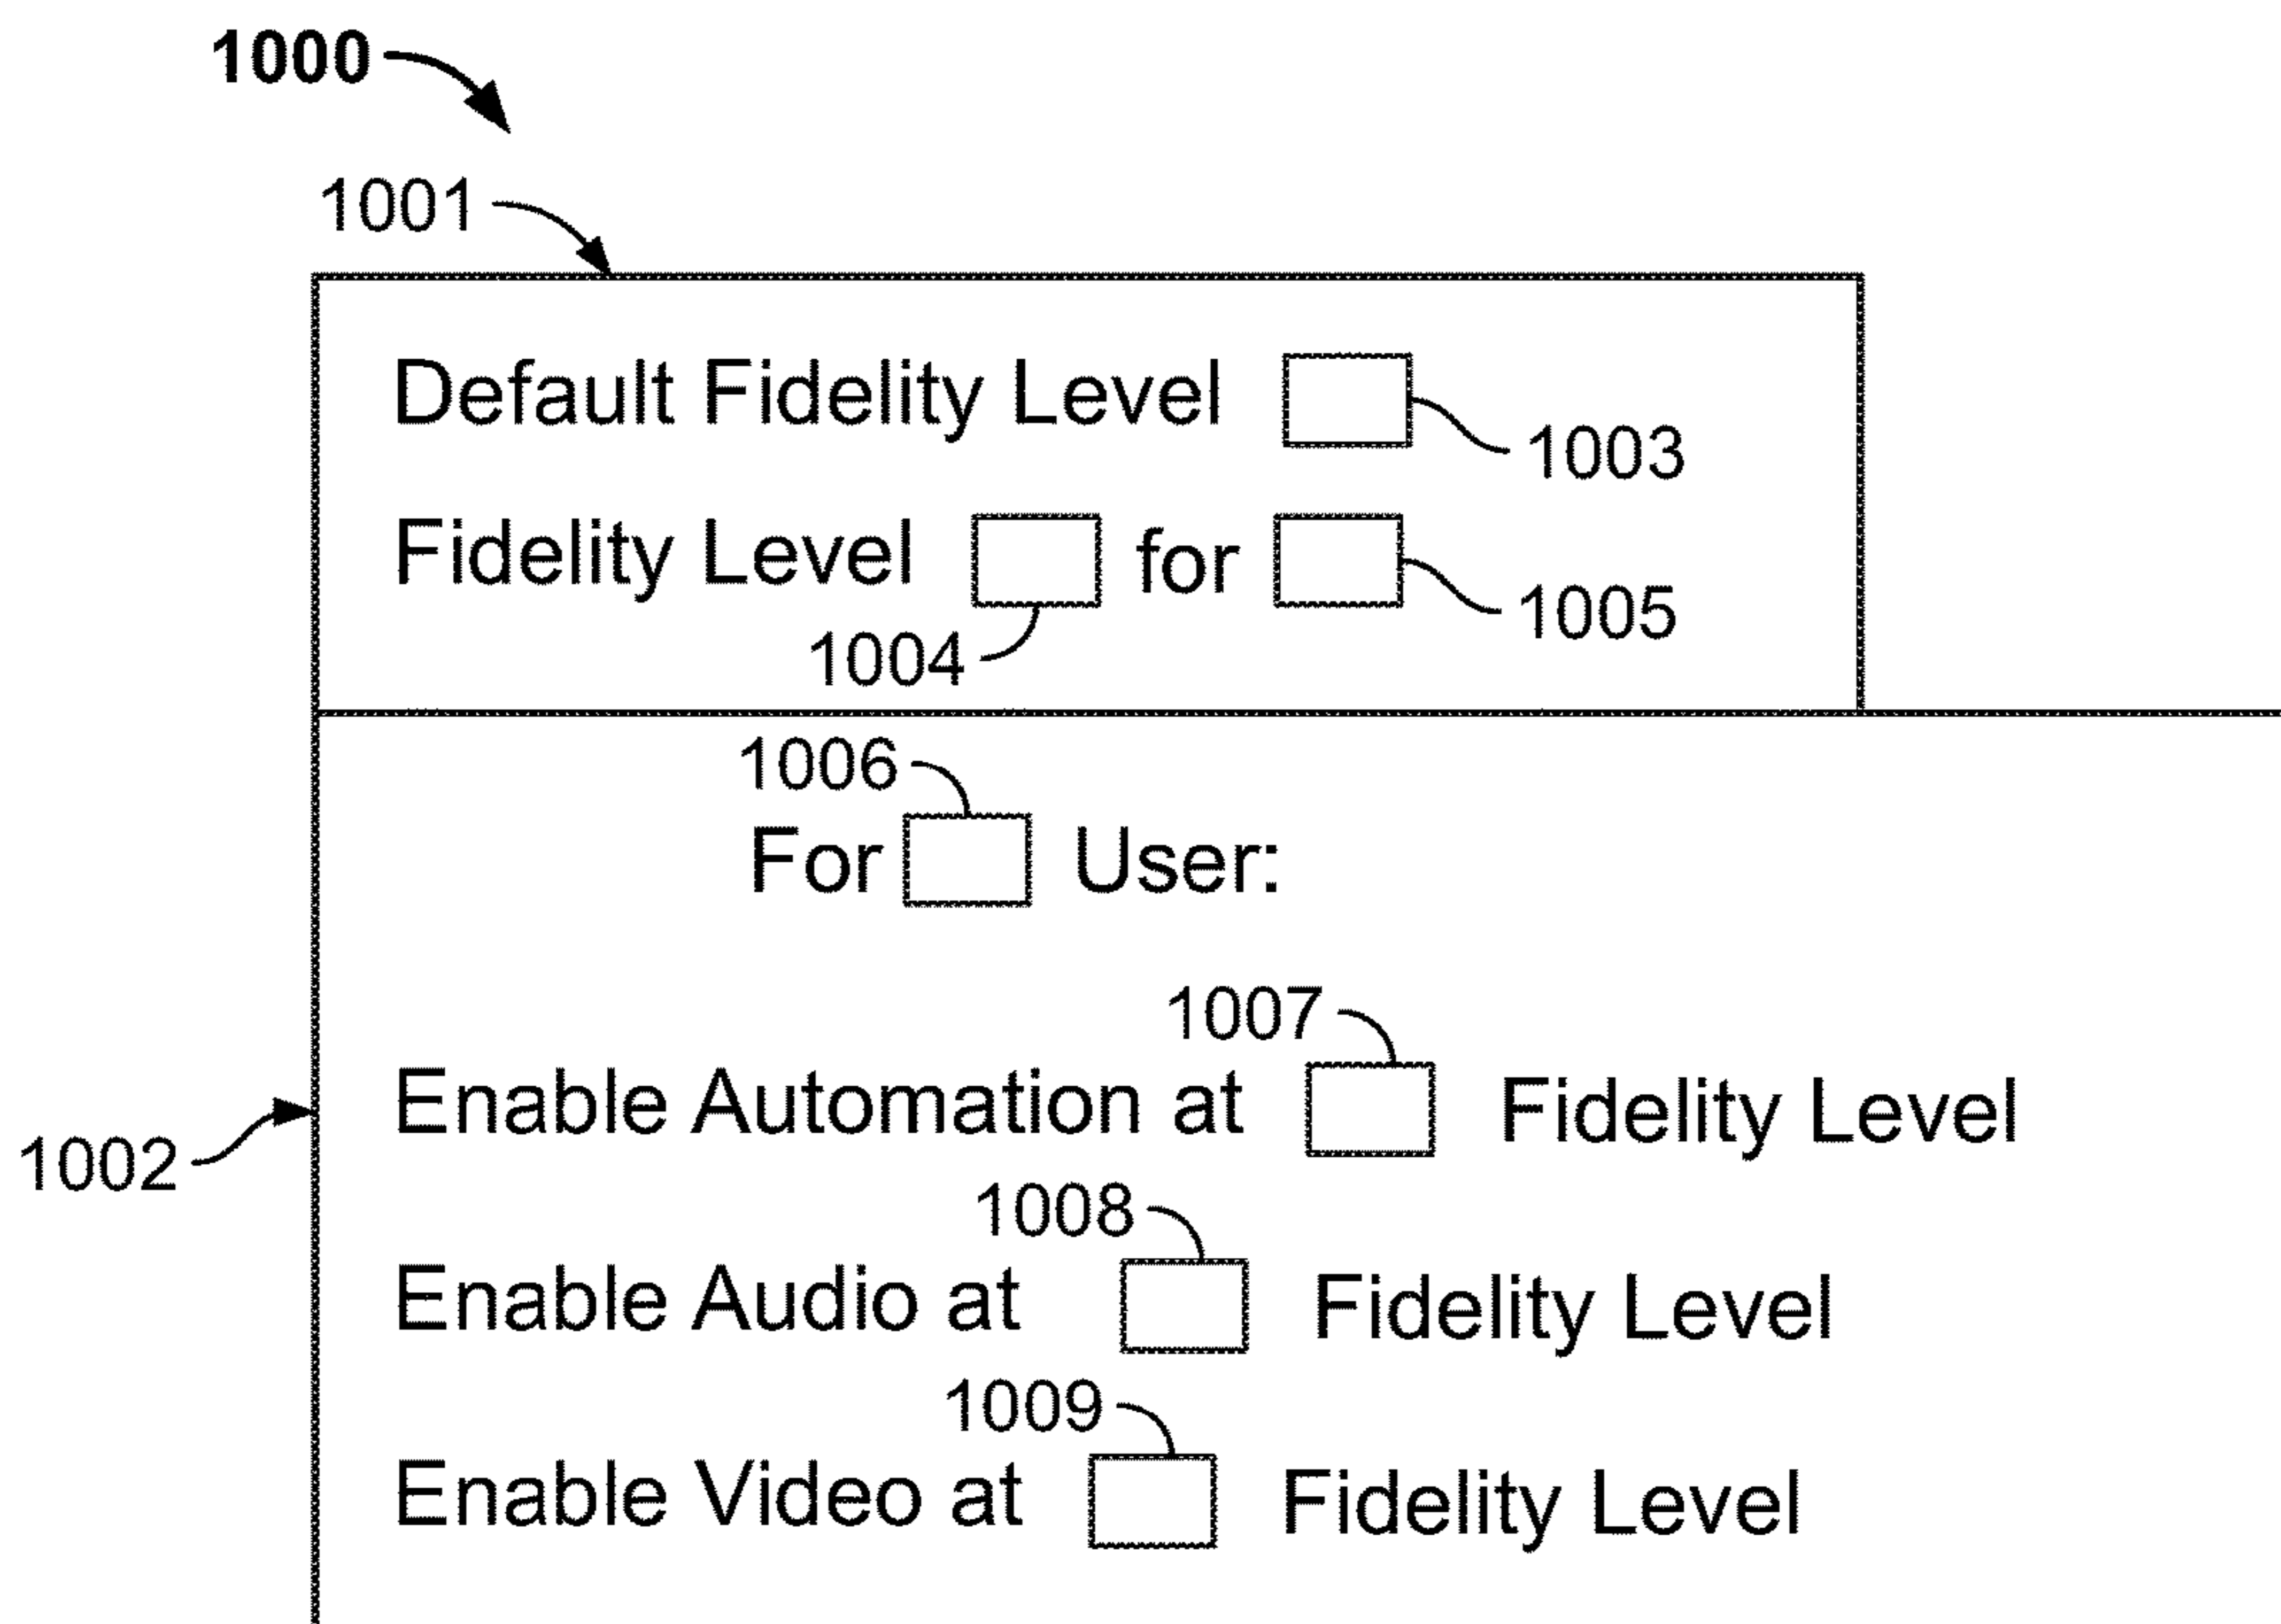 1000
1001
Default Fidelity Level
1003
Fidelity Level for
1005
1004
1006
For User:
1007
Enable Automation at Fidelity Level
1002
1008
Enable Audio at Fidelity Level
1009
Enable Video at Fidelity Level